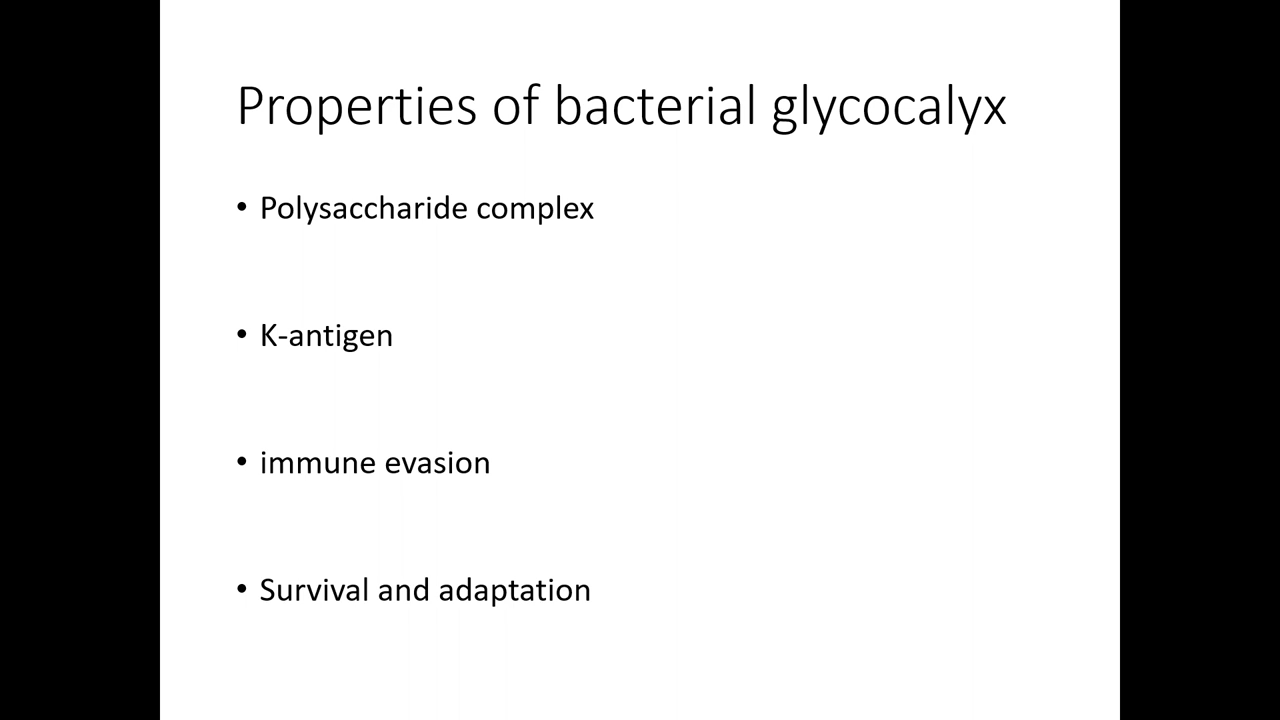 Properties of bacterial glycocalyx
• Polysaccharide complex
• K-antigen
• immune evasion
• Survival and adaptation